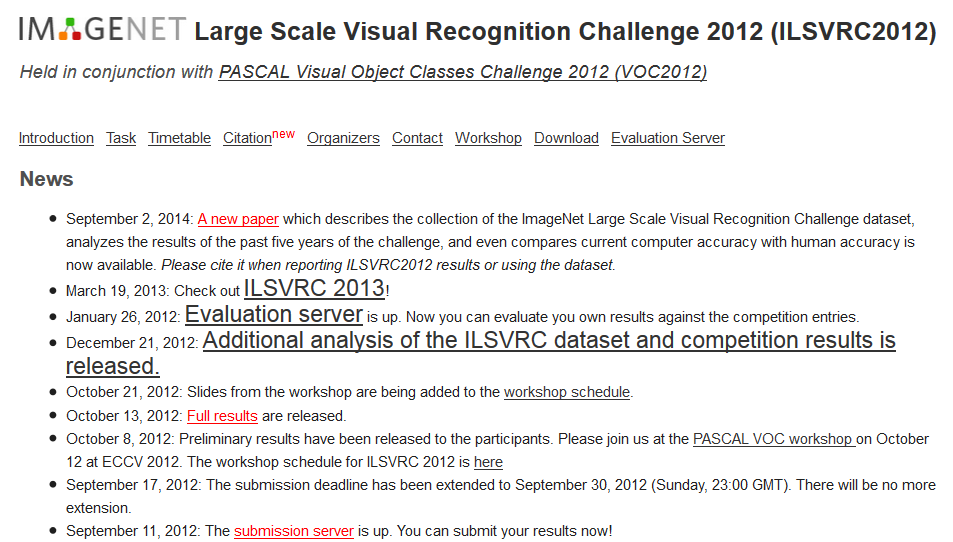 IMAGENET Large Scale Visual Recognition Challenge 2012 (ILSVRC2012)
Held in conjunction with PASCAL Visual Object Classes Challenge 2012 (VOC2012)
Introduction Task Timetable Citationnew Organizers Contact Workshop Download Evaluation Server
News
September 2, 2014: A new paper which describes the collection of the ImageNet Large Scale Visual Recognition Challenge dataset,
analyzes the results of the past five years of the challenge, and even compares current computer accuracy with human accuracy is
now available. Please cite it when reporting ILSVRC2012 results or using the dataset.
March 19, 2013: Check out ILSVRC 2013!
January 26, 2012: Evaluation server is up. Now you can evaluate you own results against the competition entries.
December 21, 2012: Additional analysis of the ILSVRC dataset and competition results is
released.
October 21, 2012: Slides from the workshop are being added to the workshop schedule.
October 13, 2012: Full results are released.
October 8, 2012: Preliminary results have been released to the participants. Please join us at the PASCAL VOC workshop on October
12 at ECCV 2012. The workshop schedule for ILSVRC 2012 is here
September 17, 2012: The submission deadline has been extended to September 30, 2012 (Sunday, 23:00 GMT). There will be no more
extension.
September 11, 2012: The submission server is up. You can submit your results now!